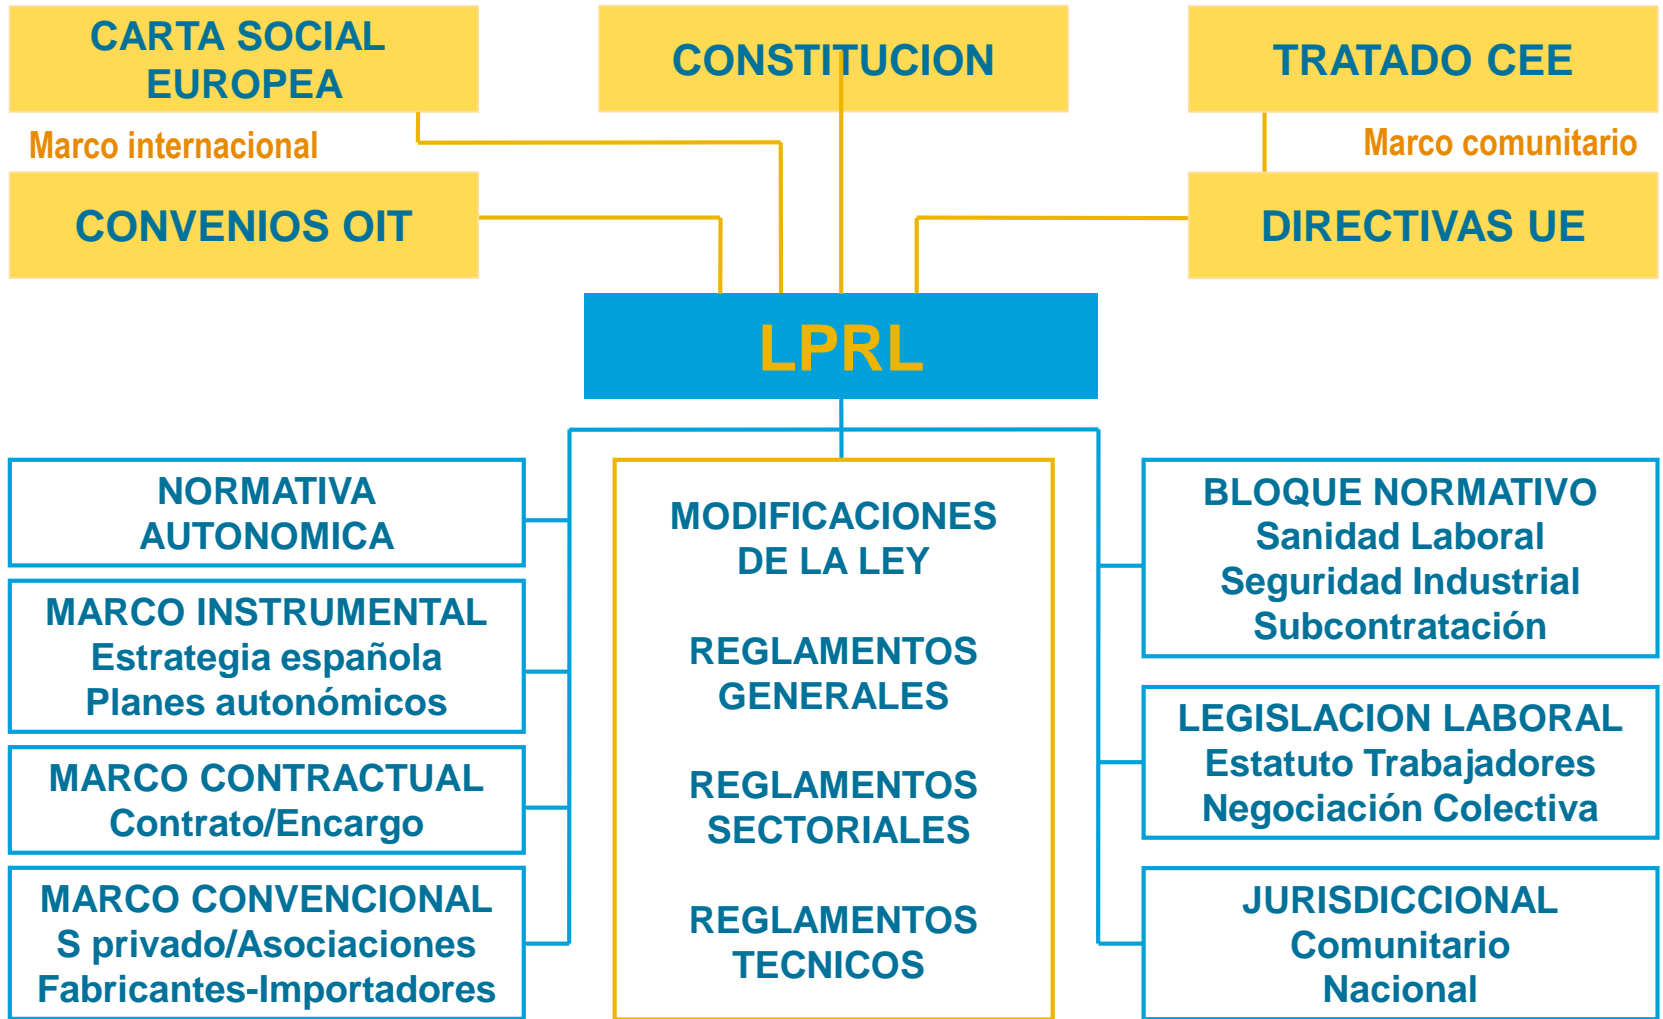 CARTA SOCIAL
EUROPEA
CONSTITUCION
TRATADO CEE
Marco internacional
Marco comunitario
CONVENIOS OIT
DIRECTIVAS UE
LPRL
NORMATIVA
AUTONOMICA
MARCO INSTRUMENTAL
Estrategia española
Planes autonómicos
MARCO CONTRACTUAL
Contrato/Encargo
MARCO CONVENCIONAL
S privado/Asociaciones
Fabricantes-Importadores
MODIFICACIONES
DE LA LEY
REGLAMENTOS
GENERALES
REGLAMENTOS
SECTORIALES
REGLAMENTOS
TECNICOS
BLOQUE NORMATIVO
Sanidad Laboral
Seguridad Industrial
Subcontratación
LEGISLACION LABORAL
Estatuto Trabajadores
Negociación Colectiva
JURISDICCIONAL
Comunitario
Nacional